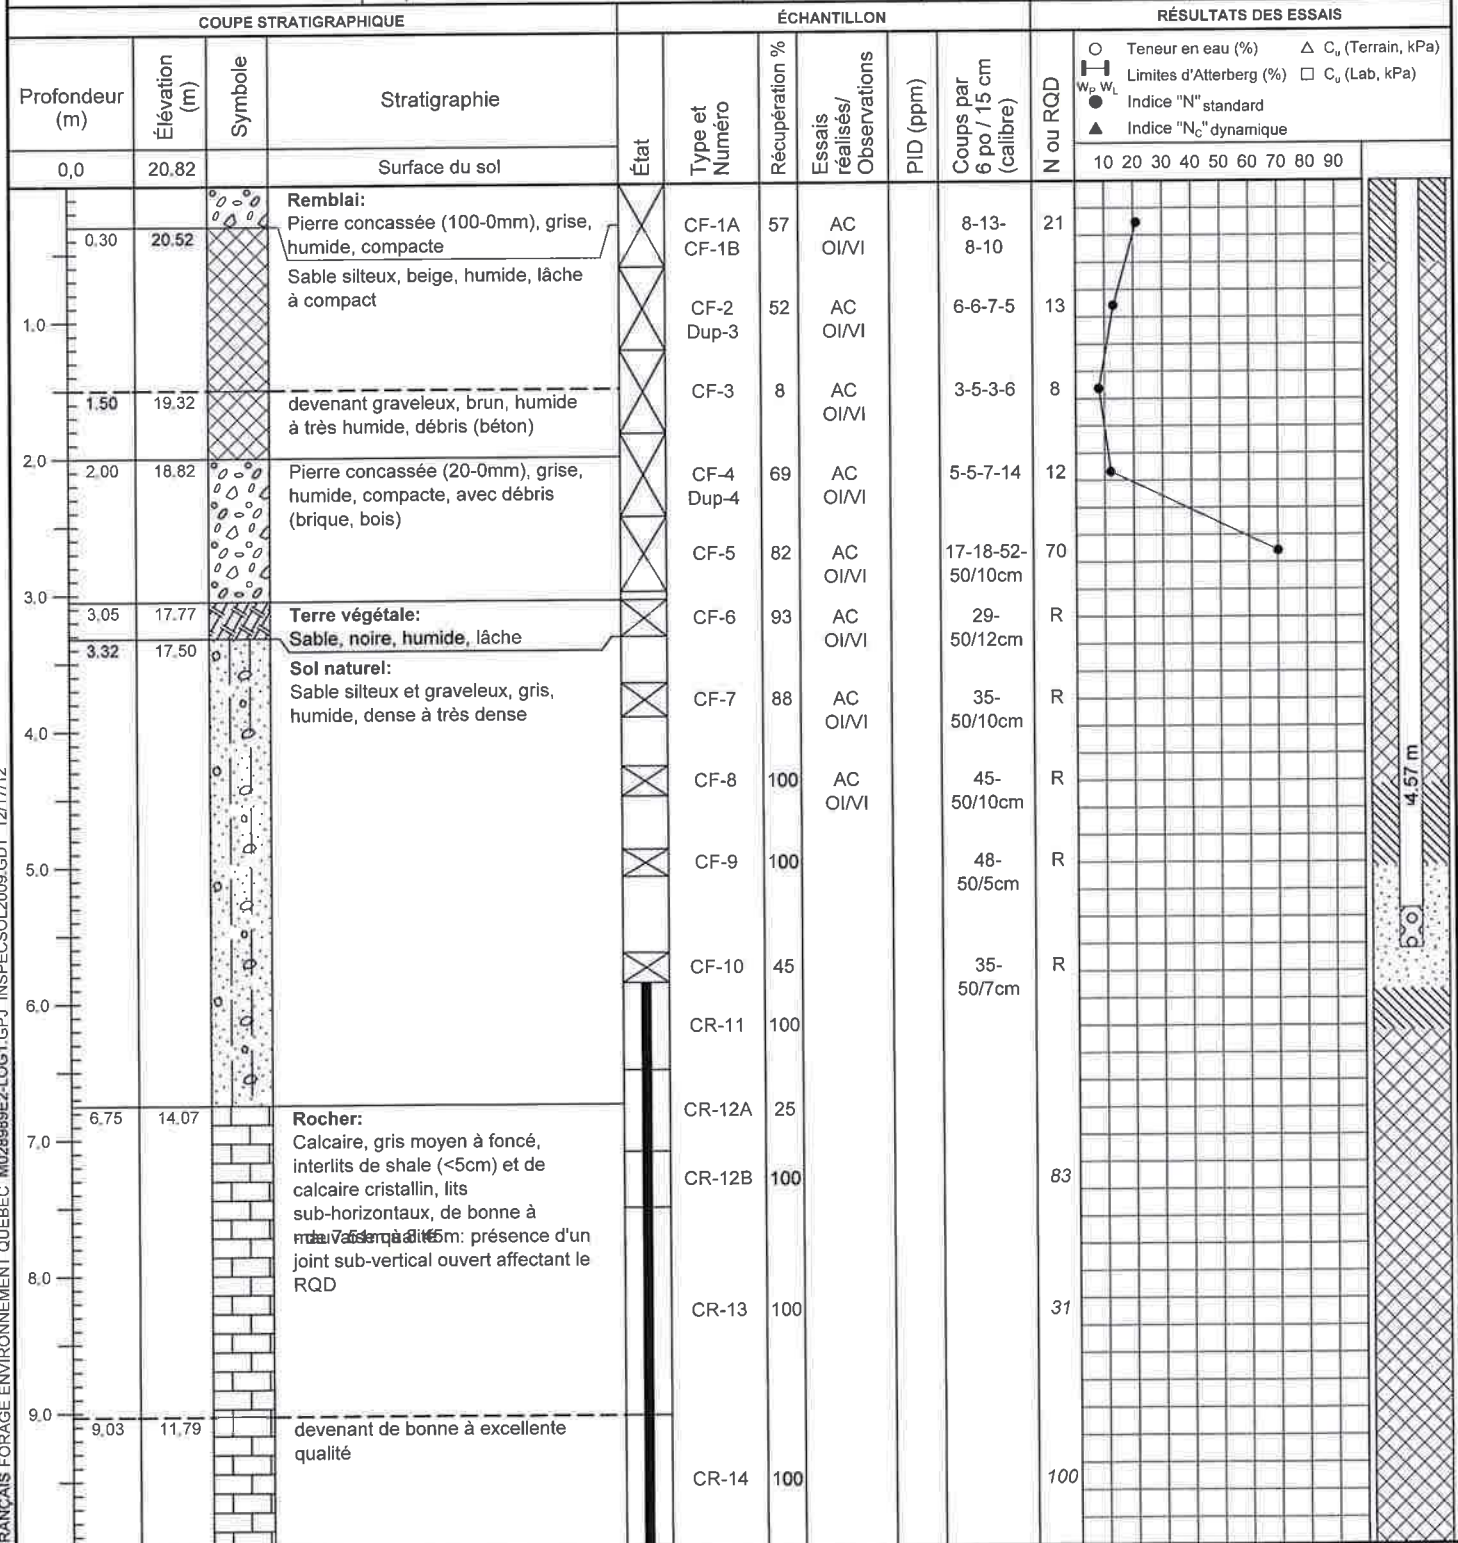 COUPE STRATIGRAPHIQUE
ÉCHANTILLON
RÉSULTATS DES ESSAIS
Profondeur (m)
Élévation (m)
Symbole
Stratigraphie
État
Type et Numéro
Récupération %
Essais réalisés/ Observations
PID (ppm)
Coups par 6 po / 15 cm (calibre)
N ou RQD
Teneur en eau (%)
Cu (Terrain, kPa)
Limites d'Atterberg (%)
Cu (Lab, kPa)
WP WL
Indice "N" standard
Indice "NC" dynamique
10 20 30 40 50 60 70 80 90
0,0 20,82 Surface du sol
Remblai:
Pierre concassée (100-0mm), grise,
humide, compacte
CF-1A 57 AC 8-13- 21
CF-1B OI/VI 8-10
0,30 20,52
Sable silteux, beige, humide, lâche
à compact
CF-2 52 AC 6-6-7-5 13
Dup-3 OI/VI
1,0
CF-3 8 AC 3-5-3-6 8
OI/VI
1,50 19,32 devenant graveleux, brun, humide
à très humide, débris (béton)
2,0
2,00 18,82 Pierre concassée (20-0mm), grise,
humide, compacte, avec débris
(brique, bois)
CF-4 69 AC 5-5-7-14 12
Dup-4 OI/VI
CF-5 82 AC 17-18-52- 70
OI/VI 50/10cm
3,0
3,05 17,77 Terre végétale:
Sable, noire, humide, lâche
CF-6 93 AC 29- R
OI/VI 50/12cm
3,32 17,50
Sol naturel:
Sable silteux et graveleux, gris,
humide, dense à très dense
CF-7 88 AC 35- R
OI/VI 50/10cm
4,0
CF-8 100 AC 45- R
OI/VI 50/10cm
4.57 m
CF-9 100 48- R
50/5cm
5,0
CF-10 45 35- R
50/7cm
6,0
CR-11 100
CR-12A 25
6,75 14,07 Rocher:
Calcaire, gris moyen à foncé,
interlits de shale (<5cm) et de
calcaire cristallin, lits
sub-horizontaux, de bonne à
mauvaise qualité
présence d'un
joint sub-vertical ouvert affectant le
RQD
7,0
CR-12B 100 83
8,0
CR-13 100 31
9,0
9,03 11,79 devenant de bonne à excellente
qualité
CR-14 100 100
FORAGE ENVIRONNEMENT QUÉBEC